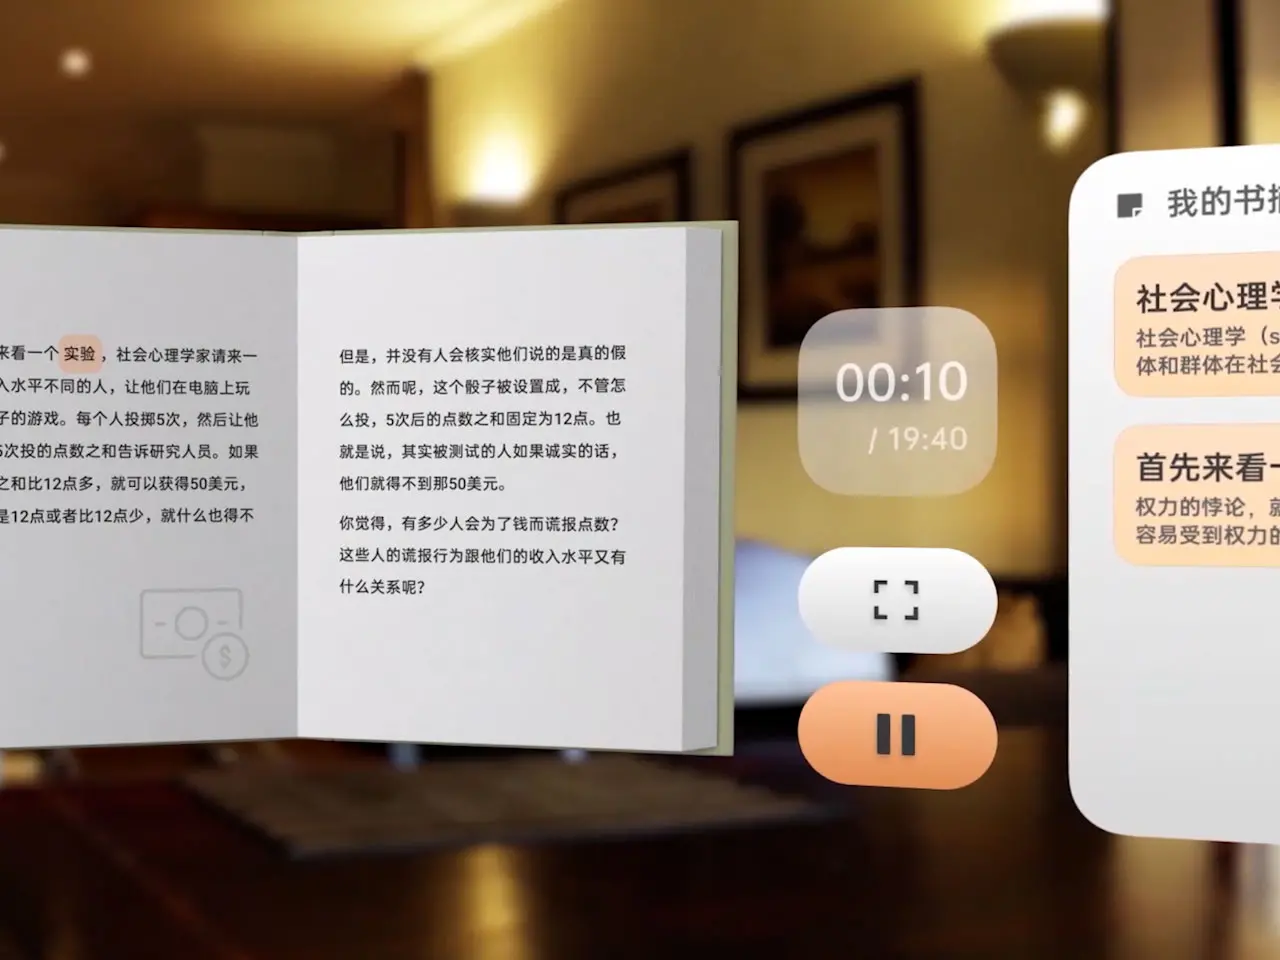 来看一个 实验，社会心理学家请来一
入水平不同的人，让他们在电脑上玩
子的游戏。每个人投掷5次，然后让他
5次投的点数之和告诉研究人员。如果
之和比12点多，就可以获得50美元，
是12点或者比12点少，就什么也得不
但是，并没有人会核实他们说的是真的假
的。然而呢，这个骰子被设置成，不管怎
么投，5次后的点数之和固定为12点。也
就是说，其实被测试的人如果诚实的话，
他们就得不到那50美元。
你觉得，有多少人会为了钱而谎报点数？
这些人的谎报行为跟他们的收入水平又有
什么关系呢？
$
00:10
/ 19:40
我的书摘
社会心理学
社会心理学（s
体和群体在社会
首先来看一
权力的悖论，就
容易受到权力的